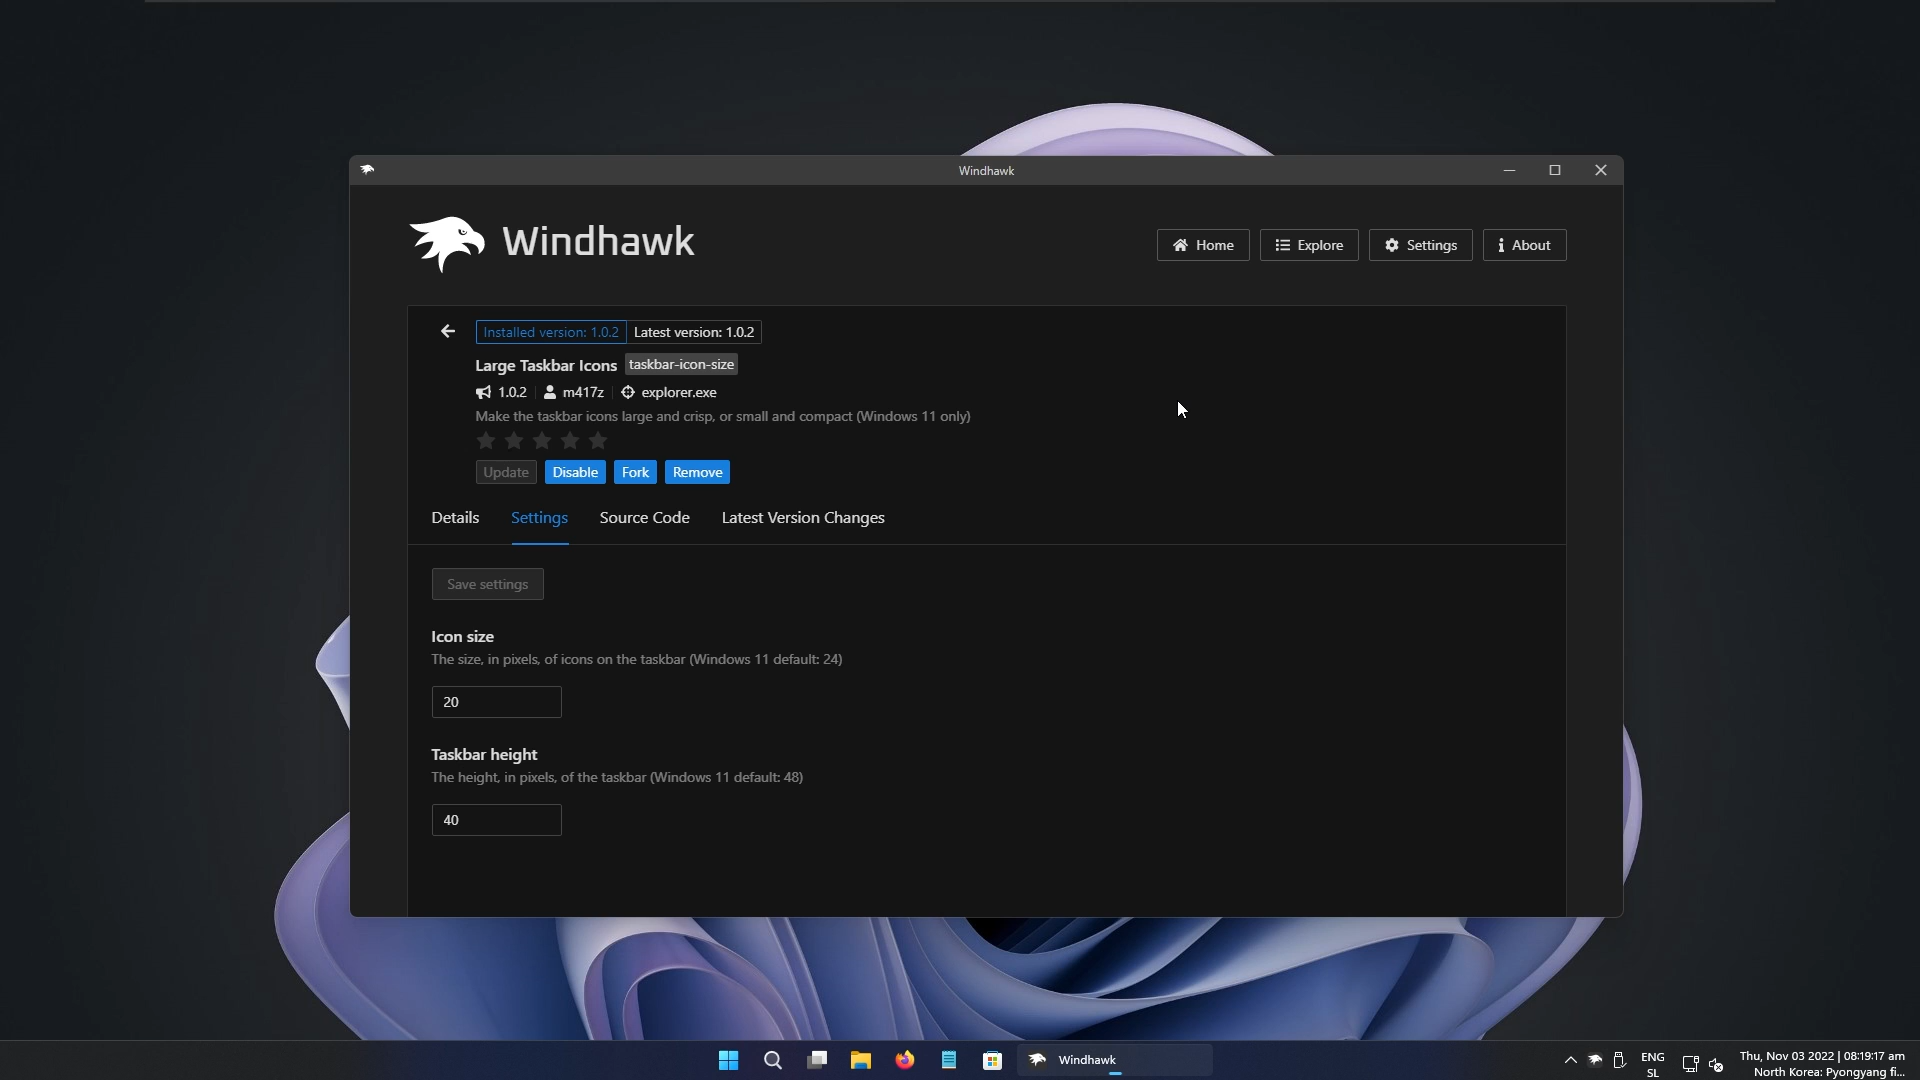 Windhawk
Windhawk
Home
Explore
Settings
About
Installed version: 1.0.2
Latest version: 1.0.2
Large Taskbar Icons taskbar-icon-size
1.0.2 m417z explorer.exe
Make the taskbar icons large and crisp, or small and compact (Windows 11 only)
Update Disable Fork Remove
Details Settings Source Code Latest Version Changes
Save settings
Icon size
The size, in pixels, of icons on the taskbar (Windows 11 default: 24)
20
Taskbar height
The height, in pixels, of the taskbar (Windows 11 default: 48)
40
Windhawk
ENG
SL
Thu, Nov 03 2022 | 08:19:17 am
North Korea: Pyongyang fi...